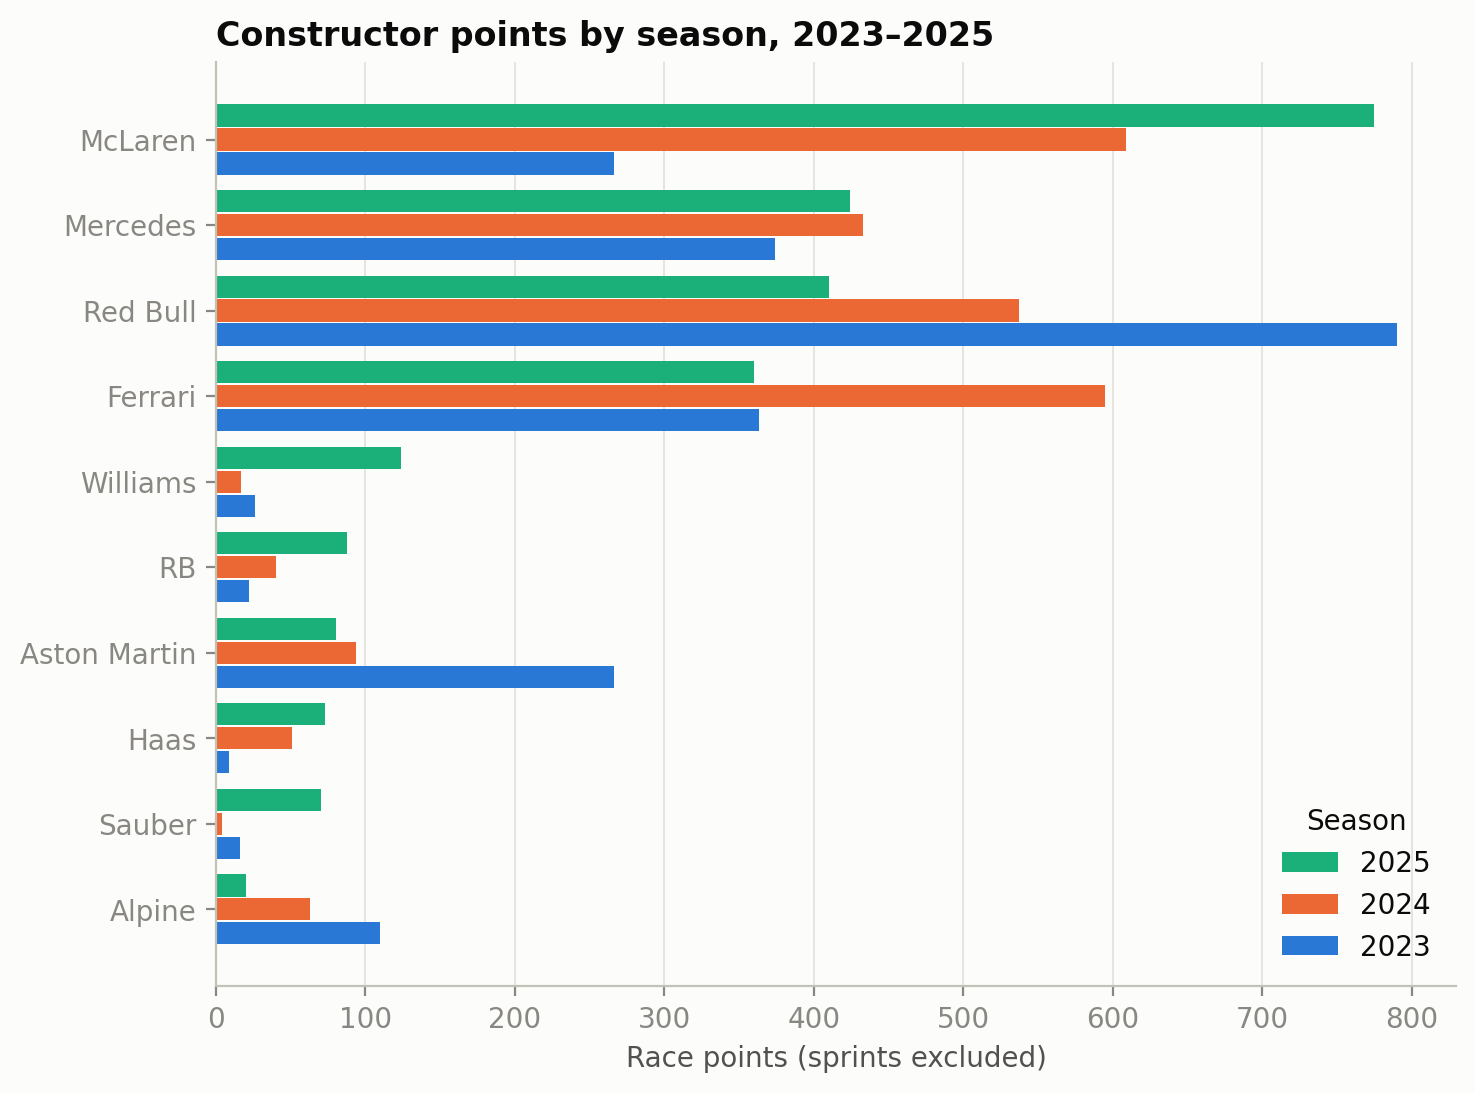 Constructor points by season, 2023–2025
McLaren
Mercedes
Red Bull
Ferrari
Williams
RB
Aston Martin
Haas
Sauber
Alpine
Season
2025
2024
2023
0 100 200 300 400 500 600 700 800
Race points (sprints excluded)